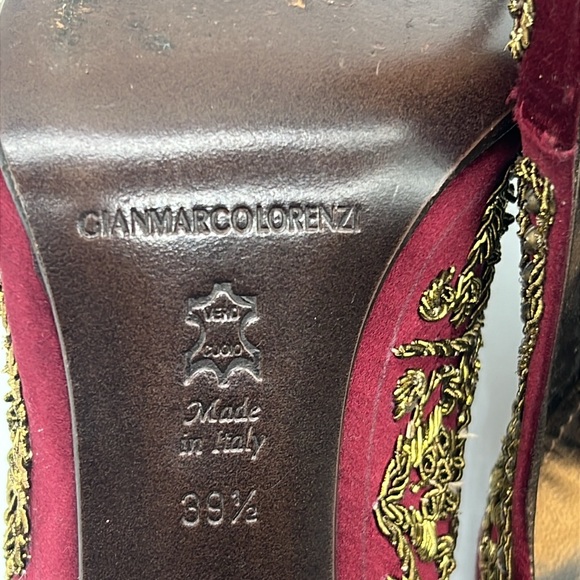 GIANMARCOLORENZI
VERO
CUOIO
Made
in Italy
39½